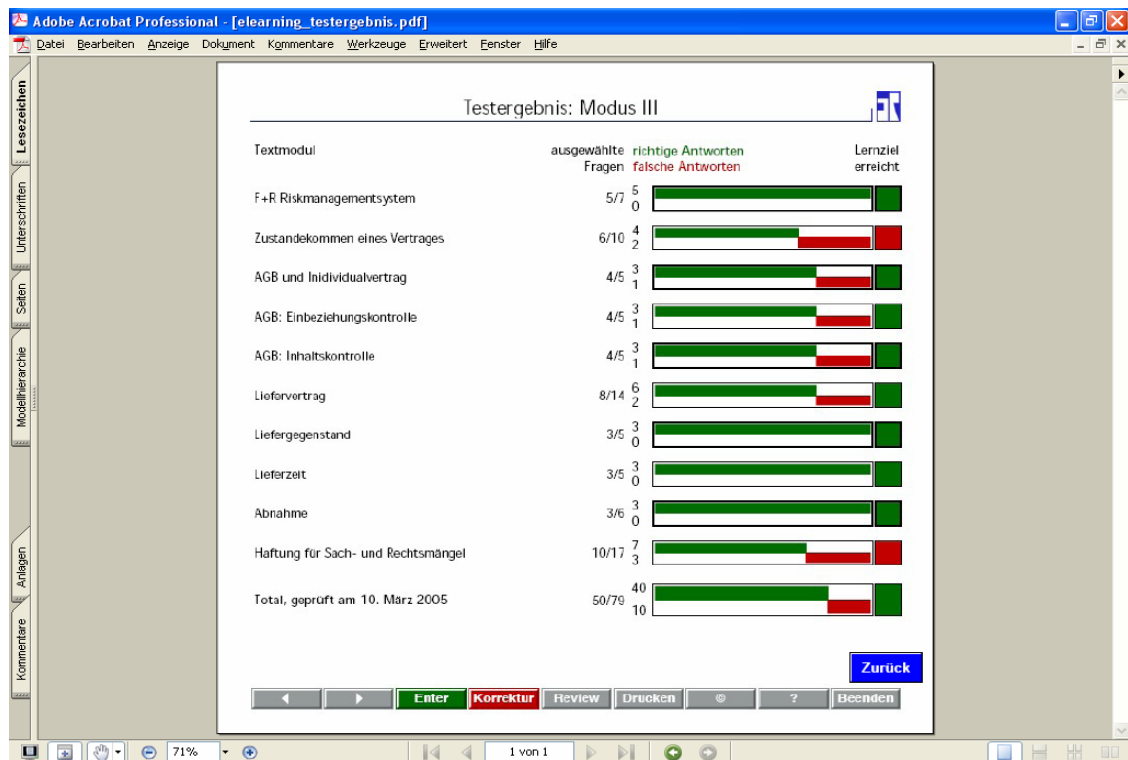 Adobe Acrobat Professional - [elearning_testergebnis.pdf]
Datei Bearbeiten Anzeige Dokument Kommentare Werkzeuge Erweitert Fenster Hilfe
Lesezeichen
Unterschriften
Seiten
Modellhierarchie
Anlagen
Kommentare
Testergebnis: Modus III
Textmodul ausgewählte richtige Antworten Lernziel
Fragen falsche Antworten erreicht
F+R Riskmanagementsystem 5/7 5
0
Zustandekommen eines Vertrages 6/10 4
2
AGB und Inidividualvertrag 4/5 3
1
AGB: Einbeziehungskontrolle 4/5 3
1
AGB: Inhaltskontrolle 4/5 3
1
Liefervertrag 8/14 6
2
Liefergegenstand 3/5 3
0
Lieferzeit 3/5 3
0
Abnahme 3/6 3
0
Haftung für Sach- und Rechtsmängel 10/17 7
3
Total, geprüft am 10. März 2005 50/79 40
10
Zurück
Enter Korrektur Review Drucken © ? Beenden
71% 1 von 1